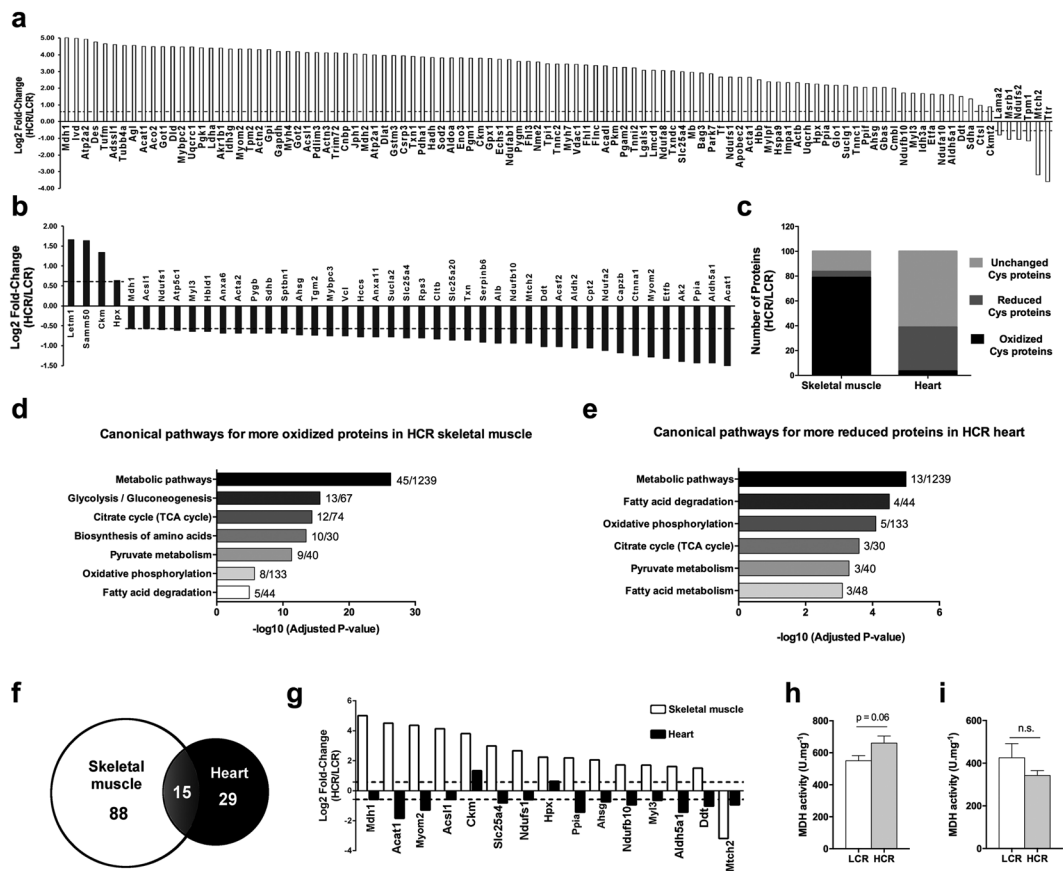 a
Log2 Fold-Change
(HCR/LCR)
5.00
4.00
3.00
2.00
1.00
0.00
-1.00
-2.00
-3.00
-4.00
Mdh1
Ivd
Atp2a2
Des
Tufm
Adssl1
Tubb4a
Agl
Acat1
Aco2
Got1
Dld
Mybpc2
Uqcrc1
Pgk1
Ldha
Akr1b1
Idh3g
Myom2
Tpm2
Actn2
Gpi
Gapdh
Myh4
Got2
Acsl1
Pdlim3
Actn3
Trim72
Cnbp
Jph1
Mdh2
Atp2a1
Dlat
Gstm3
Csrp3
Txn1
Pdha1
Hadh
Sod2
Aldoa
Eno3
Pgm1
Ckm
Gpx1
Echs1
Ndufab1
Pygm
Fhl3
Nme2
Tpi1
Tnnc2
Myh7
Vdac1
Fhl1
Flnc
Acadl
Pkm
Pgam2
Tnni2
Lgals1
Lmcd1
Ndufa8
Txndc
Slc25a4
Mb
Bag3
Park7
Tf
Ndufs1
Apobec2
Acta1
Hbb
Mylpf
Hspa9
Impa1
Actb
Uqcrh
Hpx
Ppia
Glo1
Suclg1
Tnnc1
Ppif
Ahsg
Gbas
Cmbl
Ndufb10
Myl3
Idh3a
Etfa
Ndufa10
Aldh5a1
Ddt
Sdha
Ctsl
Ckmt2
Lama2
Msrb1
Ndufs2
Tpm1
Mtch2
Ttr
b
Log2 Fold-Change
(HCR/LCR)
2.00
1.50
1.00
0.50
0.00
-0.50
-1.00
-1.50
Letm1
Samm50
Ckm
Hpx
Mdh1
Acsl1
Ndufs1
Atp5c1
Myl3
Hbld1
Anxa6
Acta2
Pygb
Sdhb
Sptbn1
Ahsg
Tgm2
Mybpc3
Vcl
Hccs
Anxa11
Sucla2
Slc25a4
Rps3
Cltb
Slc25a20
Txn
Serpinb6
Alb
Ndufb10
Mtch2
Ddt
Acsf2
Aldh2
Cpt2
Ndufa2
Capzb
Ctnna1
Myom2
Etfb
Ak2
Ppia
Aldh5a1
Acat1
c
Number of Proteins
(HCR/LCR)
120
100
80
60
40
20
0
Skeletal muscle
Heart
Unchanged
Cys proteins
Reduced
Cys proteins
Oxidized
Cys proteins
d
Canonical pathways for more oxidized proteins in HCR skeletal muscle
Metabolic pathways 45/1239
Glycolysis / Gluconeogenesis 13/67
Citrate cycle (TCA cycle) 12/74
Biosynthesis of amino acids 10/30
Pyruvate metabolism 9/40
Oxidative phosphorylation 8/133
Fatty acid degradation 5/44
0 10 20 30
-log10 (Adjusted P-value)
e
Canonical pathways for more reduced proteins in HCR heart
Metabolic pathways 13/1239
Fatty acid degradation 4/44
Oxidative phosphorylation 5/133
Citrate cycle (TCA cycle) 3/30
Pyruvate metabolism 3/40
Fatty acid metabolism 3/48
0 2 4 6
-log10 (Adjusted P-value)
f
Skeletal
muscle
88
15
Heart
29
g
Log2 Fold-Change
(HCR/LCR)
6
4
2
0
-2
-4
Skeletal muscle
Heart
Mdh1
Acat1
Myom2
Acsl1
Ckm
Slc25a4
Ndufs1
Hpx
Ppia
Ahsg
Ndufb10
Myl3
Aldh5a1
Ddt
Mtch2
h
MDH activity (U.mg⁻¹)
800
600
400
200
0
p = 0.06
LCR HCR
i
MDH activity (U.mg⁻¹)
600
400
200
0
n.s.
LCR HCR